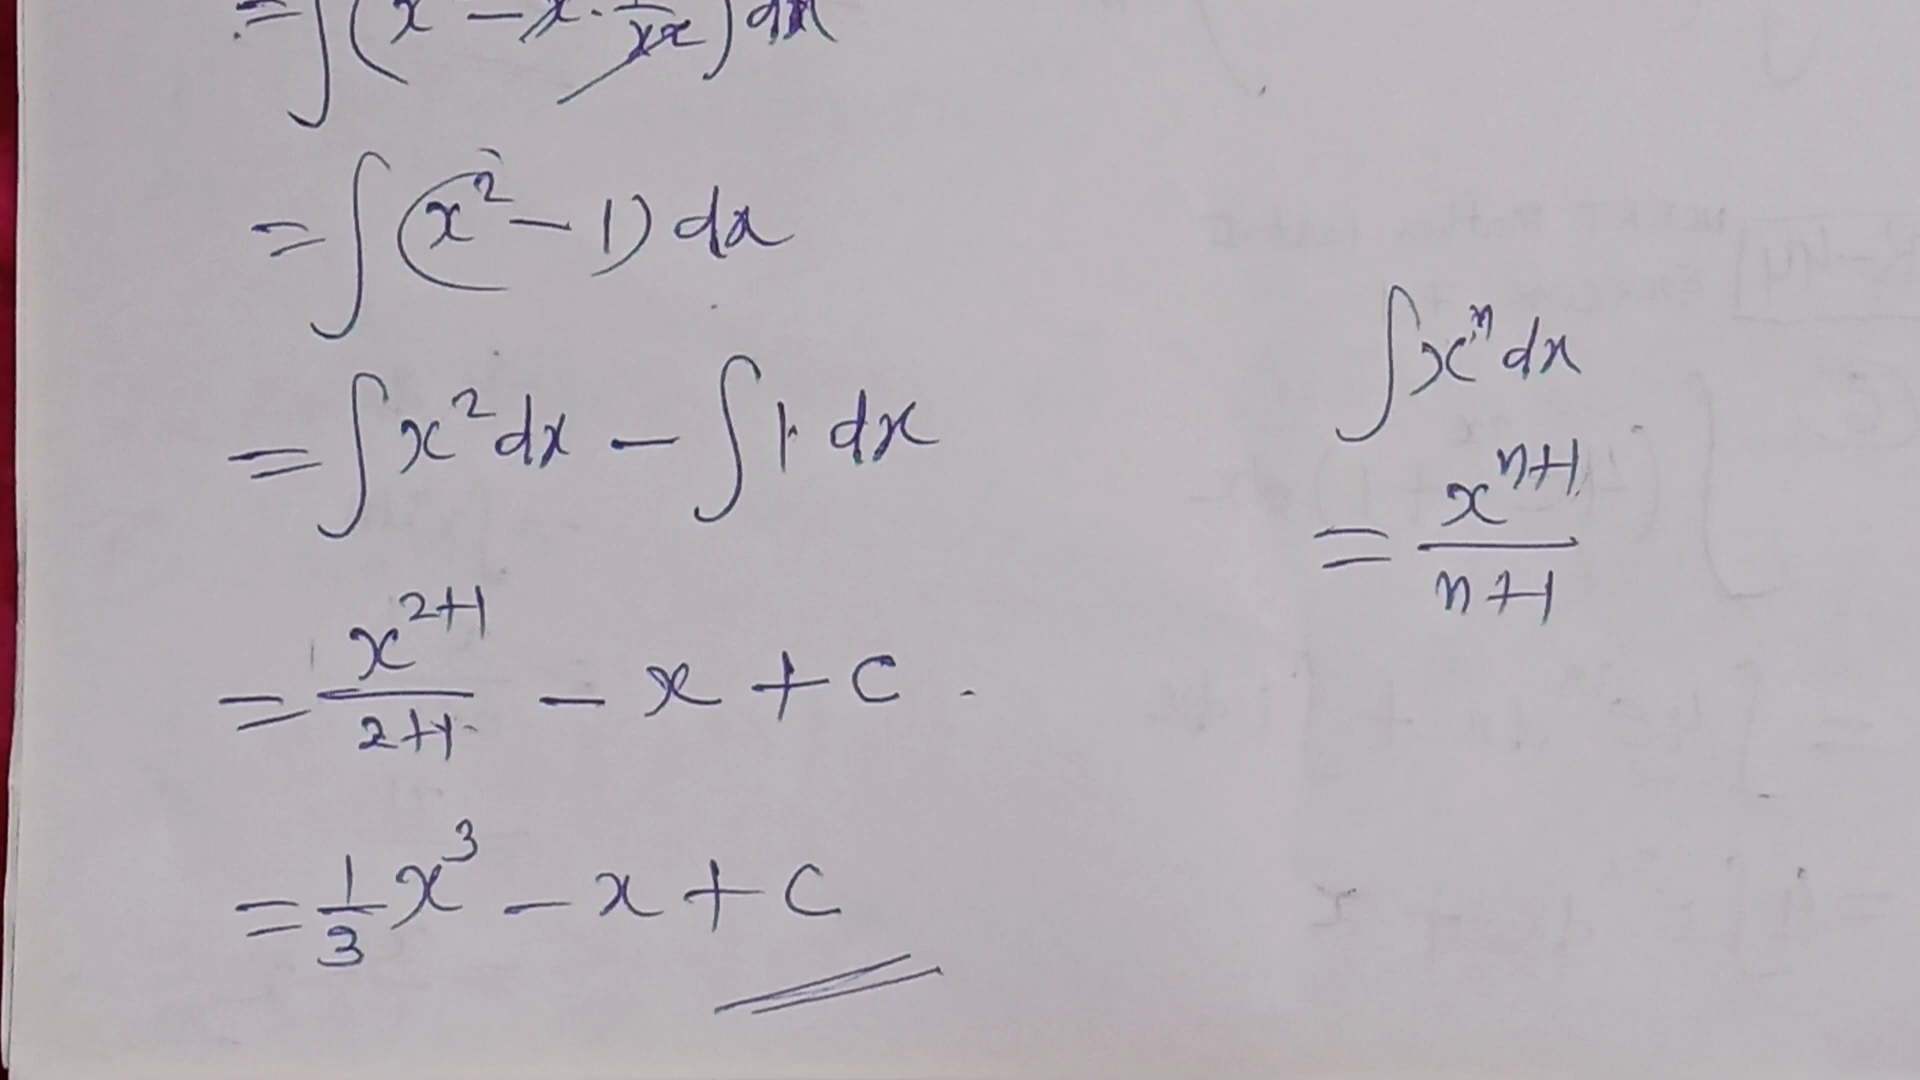 = ∫(x² - 1) dx
= ∫x² dx - ∫1 dx
= x^(2+1)/(2+1) - x + c.
= 1/3 x³ - x + c
∫xⁿ dx
= x^(n+1)/(n+1)